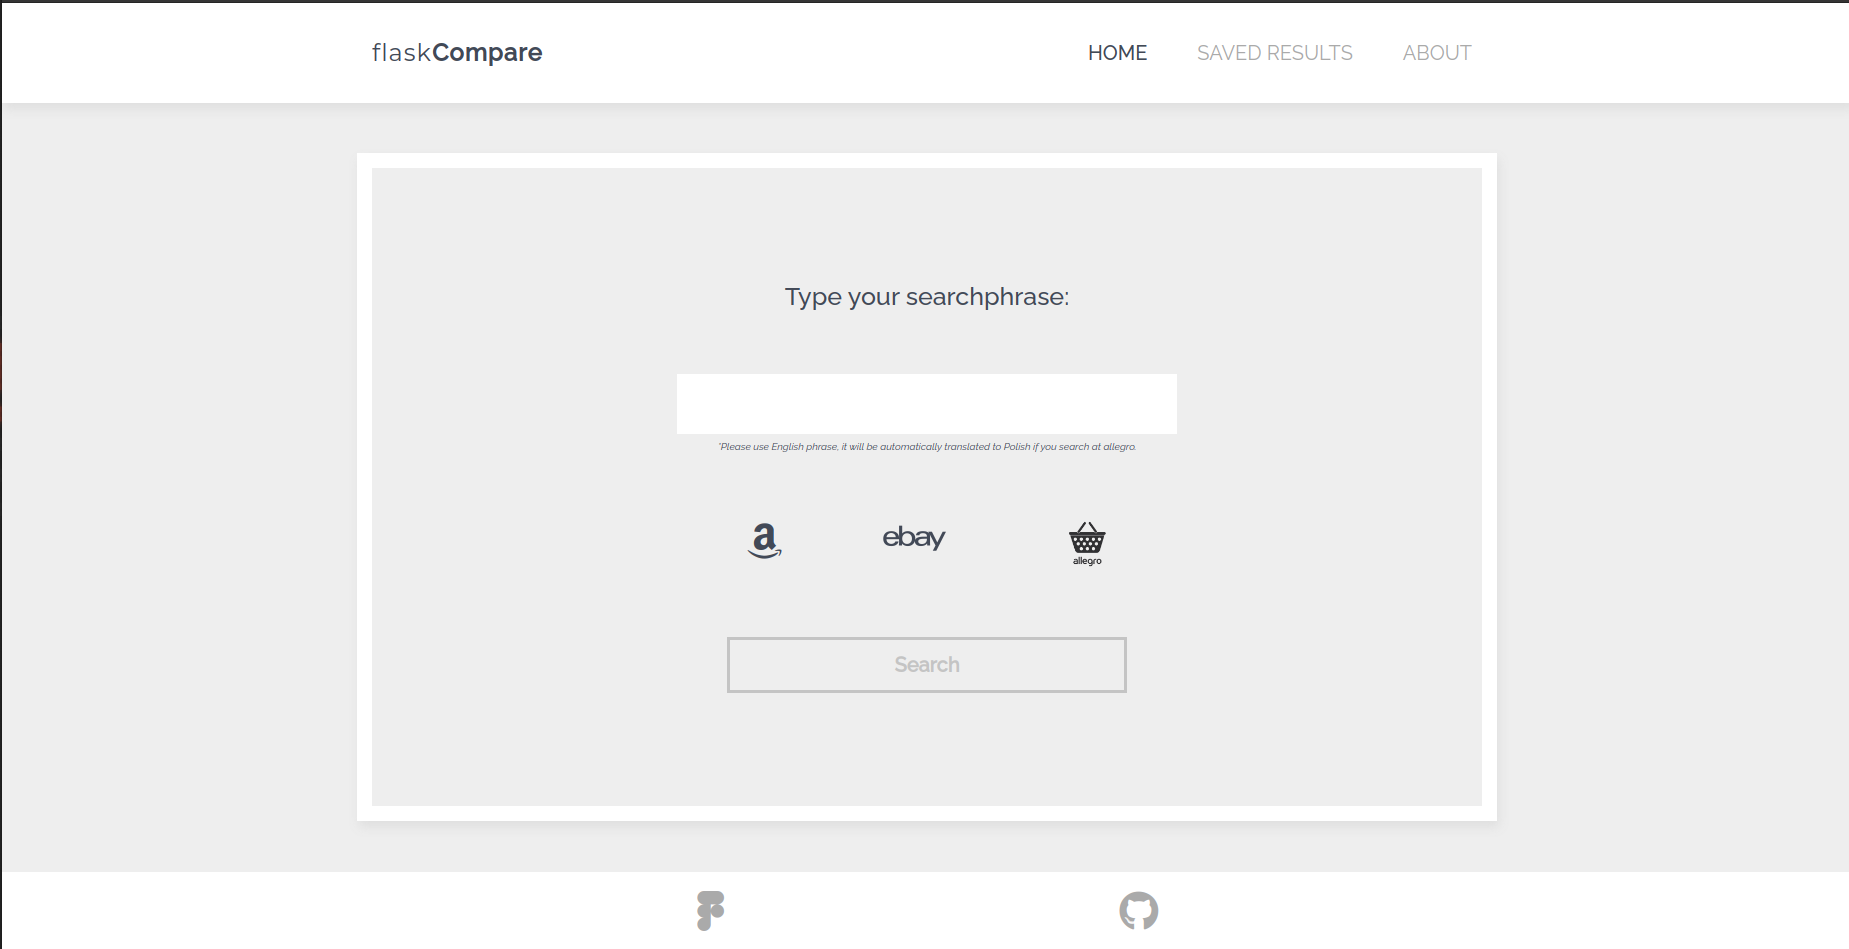 flaskCompare
HOME SAVED RESULTS ABOUT
Type your searchphrase:
*Please use English phrase, it will be automatically translated to Polish if you search at allegro.
a ebay allegro
Search